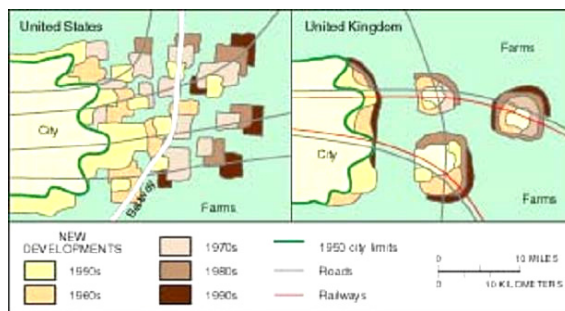 United States
City
Beltway
Farms
United Kingdom
Farms
City
Farms
NEW
DEVELOPMENTS
1950s
1960s
1970s
1980s
1990s
1950 city limits
Roads
Railways
0 10 MILES
0 10 KILOMETERS